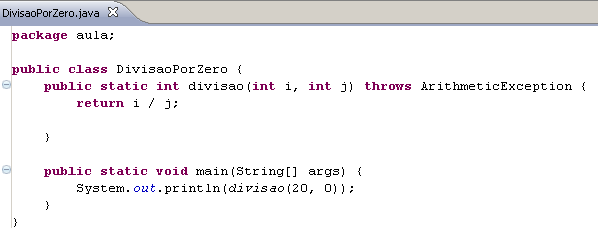 DivisaoPorZero.java
package aula;
public class DivisaoPorZero {
public static int divisao(int i, int j) throws ArithmeticException {
return i / j;
}
public static void main(String[] args) {
System.out.println(divisao(20, 0));
}
}